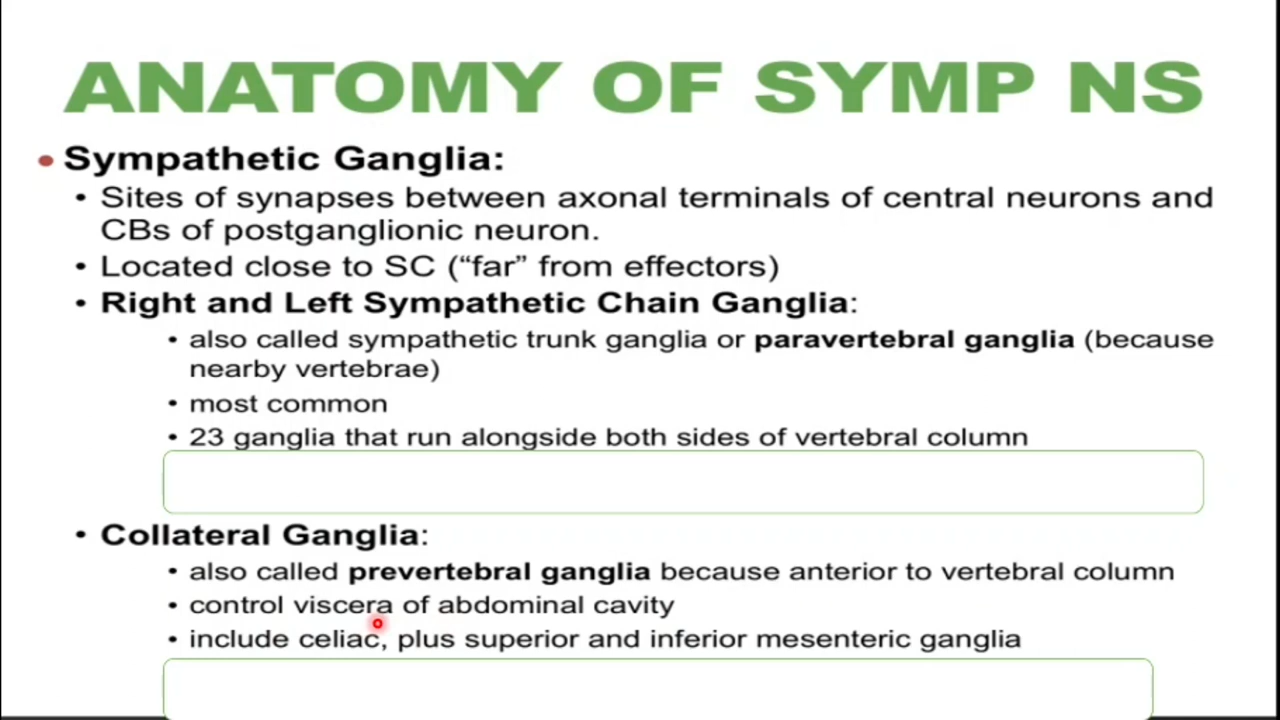 ANATOMY OF SYMP NS
• Sympathetic Ganglia:
• Sites of synapses between axonal terminals of central neurons and
CBs of postganglionic neuron.
• Located close to SC (“far” from effectors)
• Right and Left Sympathetic Chain Ganglia:
• also called sympathetic trunk ganglia or paravertebral ganglia (because
nearby vertebrae)
• most common
• 23 ganglia that run alongside both sides of vertebral column
• Collateral Ganglia:
• also called prevertebral ganglia because anterior to vertebral column
• control viscera of abdominal cavity
• include celiac, plus superior and inferior mesenteric ganglia